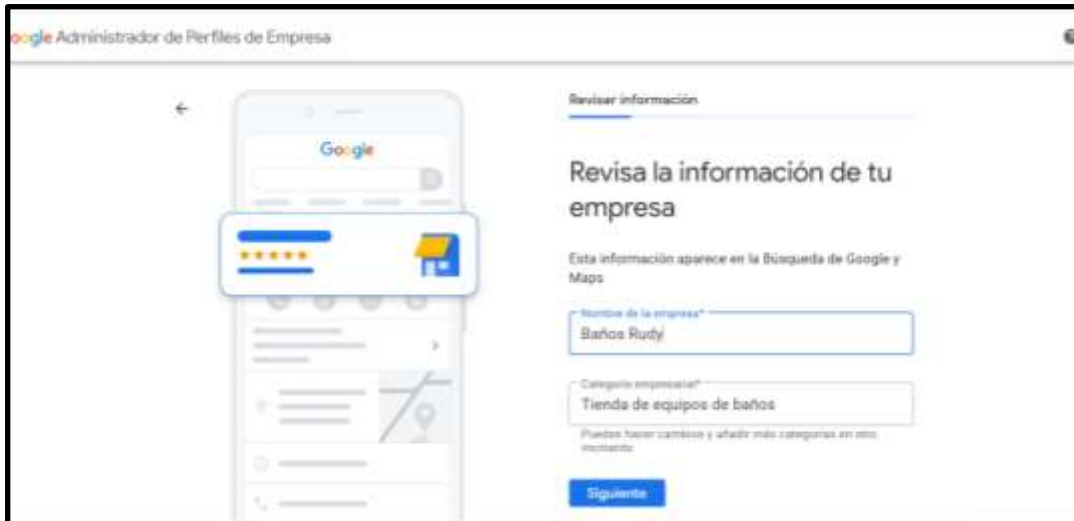 Google Administrador de Perfiles de Empresa
Revisar información
Google
Revisa la información de tu
empresa
Esta información aparece en la Búsqueda de Google y
Maps
Nombre de la empresa*
Baños Rudy
Categoría empresarial*
Tienda de equipos de baños
Puedes hacer cambios y añadir más categorías en otro
momento
Siguiente